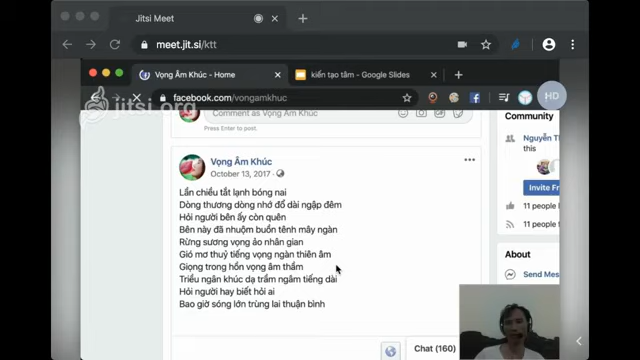 Jitsi Meet
meet.jit.si/ktt
Vọng Âm Khúc - Home
kiến tạo tâm - Google Slides
facebook.com/vongamkhuc
HD
jitsi.org
Comment as Vọng Âm Khúc
Press Enter to post.
Community
Nguyễn
this
Invite Fr
11 people
11 people
About
Send Mes
Vọng Âm Khúc
October 13, 2017
Lần chiều tắt lạnh bóng nai
Dòng thương dòng nhớ đổ dài ngập đêm
Hỏi người bên ấy còn quên
Bên này đã nhuộm buồn tênh mây ngàn
Rừng sương vọng ảo nhân gian
Gió mơ thuỷ tiếng vọng ngàn thiên âm
Giọng trong hồn vọng âm thầm
Triều ngân khúc dạ trầm ngâm tiếng dài
Hỏi người hay biết hỏi ai
Bao giờ sóng lớn trùng lai thuận bình
Chat (160)